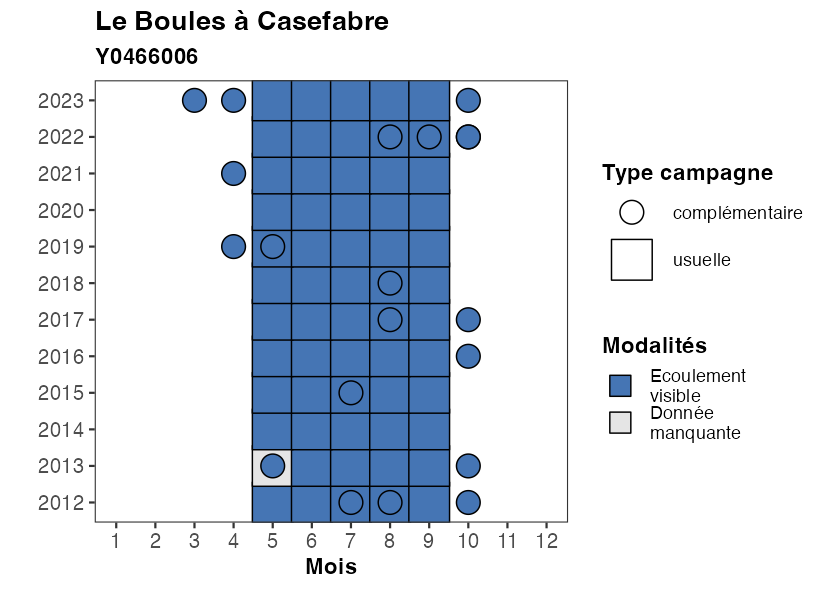 Le Boules à Casefabre
Y0466006
2023
2022
2021
2020
2019
2018
2017
2016
2015
2014
2013
2012
1 2 3 4 5 6 7 8 9 10 11 12
Mois
Type campagne
complémentaire
usuelle
Modalités
Ecoulement
visible
Donnée
manquante